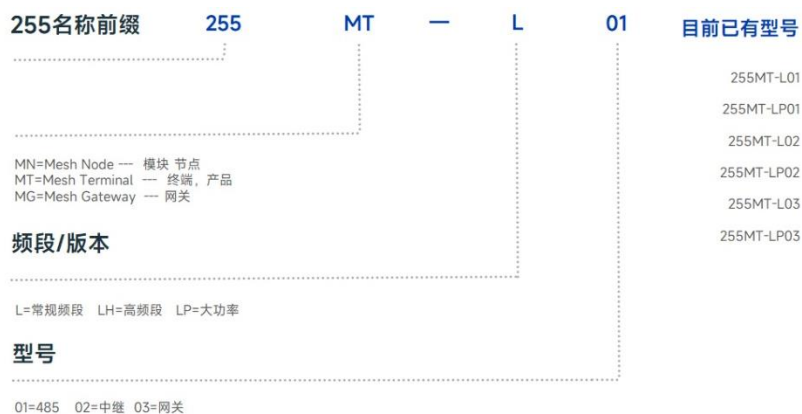 255名称前缀 255 MT — L 01 目前已有型号
255MT-L01
255MT-LP01
255MT-L02
255MT-LP02
255MT-L03
255MT-LP03
MN=Mesh Node --- 模块 节点
MT=Mesh Terminal --- 终端，产品
MG=Mesh Gateway --- 网关
频段/版本
L=常规频段 LH=高频段 LP=大功率
型号
01=485 02=中继 03=网关